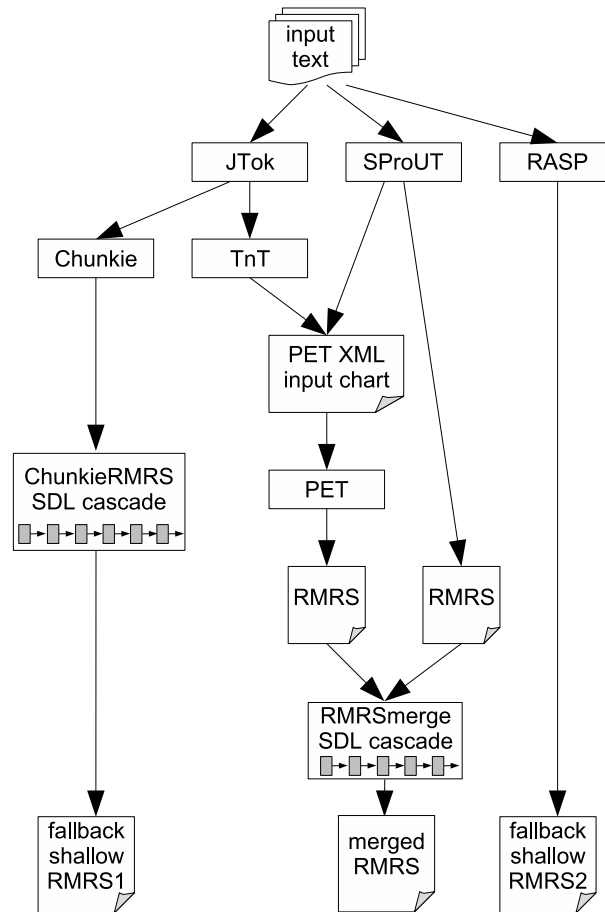 input
text
JTok
SProUT
RASP
Chunkie
TnT
PET XML
input chart
ChunkieRMRS
SDL cascade
PET
RMRS
RMRS
RMRSmerge
SDL cascade
fallback
shallow
RMRS1
merged
RMRS
fallback
shallow
RMRS2